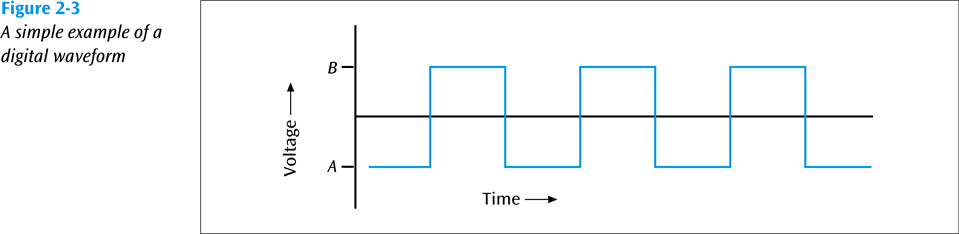 Figure 2-3
A simple example of a
digital waveform
B
Voltage
A
Time